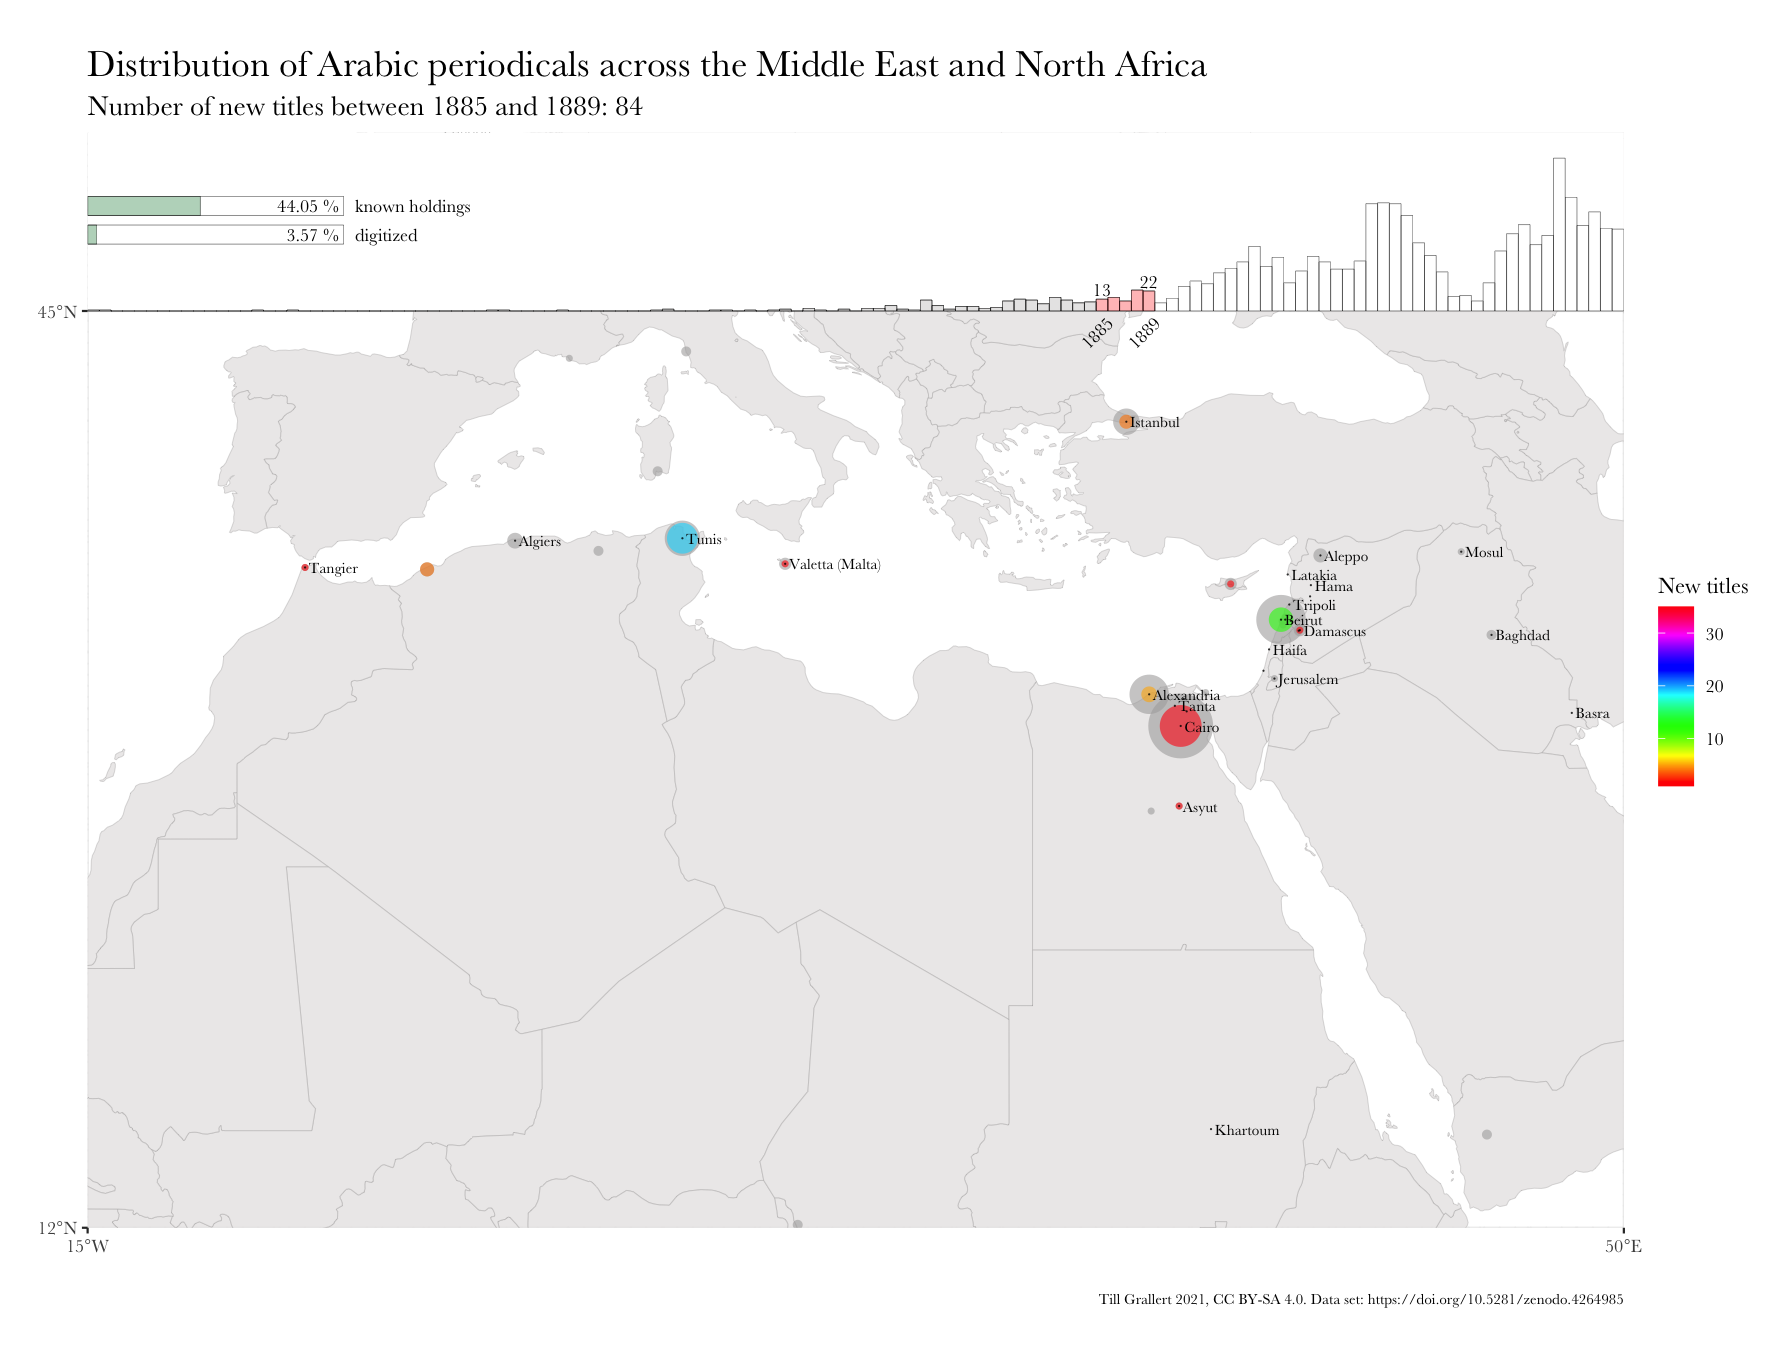 Distribution of Arabic periodicals across the Middle East and North Africa
Number of new titles between 1885 and 1889: 84
44.05 % known holdings
3.57 % digitized
13
22
45°N
1885
1889
Istanbul
Algiers
Tunis
Tangier
Valetta (Malta)
Aleppo
Mosul
Latakia
Hama
Tripoli
Beirut
Damascus
Baghdad
Haifa
Jerusalem
Alexandria
Tanta
Cairo
Basra
Asyut
Khartoum
New titles
30
20
10
12°N
15°W
50°E
Till Grallert 2021, CC BY-SA 4.0. Data set: https://doi.org/10.5281/zenodo.4264985